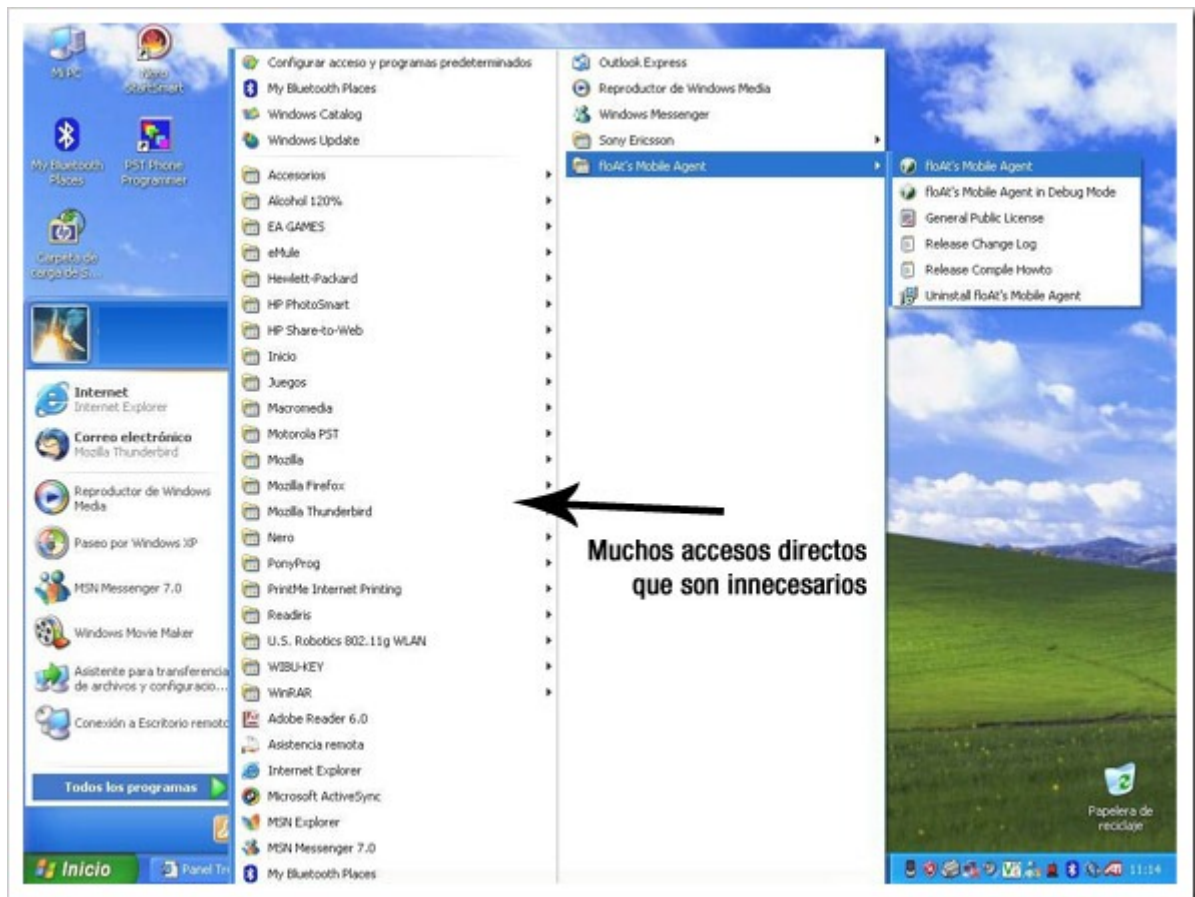 Mi PC
Nero
StartSmart
My Bluetooth
Places
PST Phone
Programmer
Carpeta de
carga de S...
Internet
Internet Explorer
Correo electrónico
Mozilla Thunderbird
Reproductor de Windows
Media
Paseo por Windows XP
MSN Messenger 7.0
Windows Movie Maker
Asistente para transferencia
de archivos y configuracio...
Conexión a Escritorio remoto
Todos los programas
Inicio
Configurar acceso y programas predeterminados
My Bluetooth Places
Windows Catalog
Windows Update
Accesorios
Alcohol 120%
EA GAMES
eMule
Hewlett-Packard
HP PhotoSmart
HP Share-to-Web
Inicio
Juegos
Macromedia
Motorola PST
Mozilla
Mozilla Firefox
Mozilla Thunderbird
Nero
PonyProg
PrintMe Internet Printing
Readiris
U.S. Robotics 802.11g WLAN
WIBU-KEY
WinRAR
Adobe Reader 6.0
Asistencia remota
Internet Explorer
Microsoft ActiveSync
MSN Explorer
MSN Messenger 7.0
My Bluetooth Places
Outlook Express
Reproductor de Windows Media
Windows Messenger
Sony Ericsson
floAt's Mobile Agent
floAt's Mobile Agent
floAt's Mobile Agent in Debug Mode
General Public License
Release Change Log
Release Compile Howto
Uninstall floAt's Mobile Agent
Muchos accesos directos
que son innecesarios
Papelera de
reciclaje
Panel
11:14